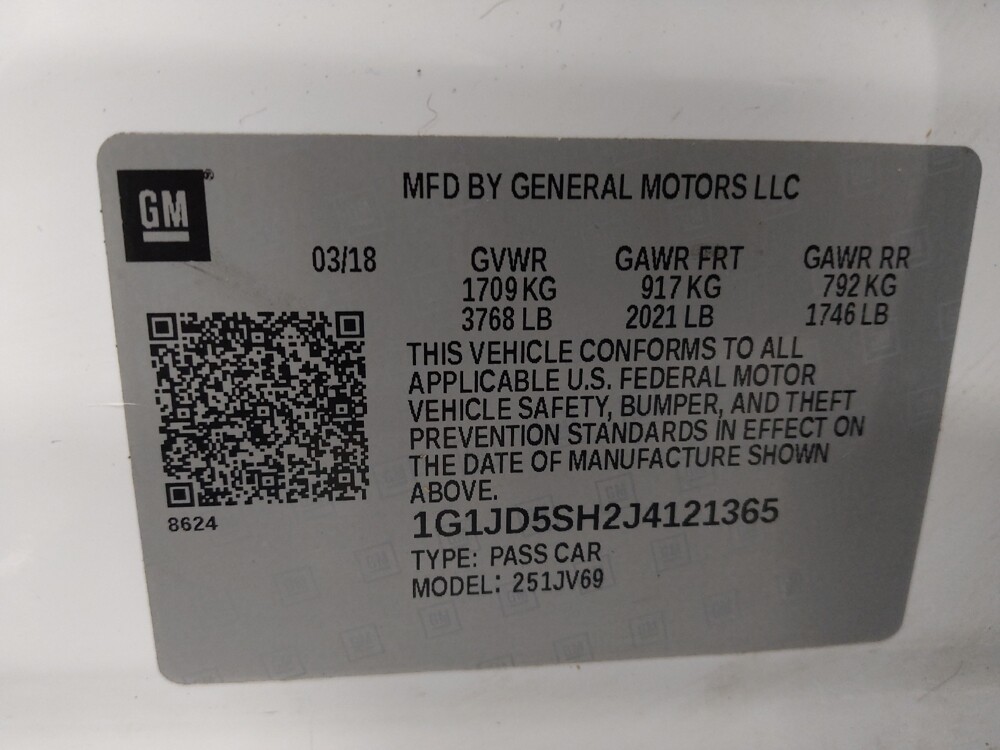 GM
MFD BY GENERAL MOTORS LLC
03/18 GVWR GAWR FRT GAWR RR
1709 KG 917 KG 792 KG
3768 LB 2021 LB 1746 LB
THIS VEHICLE CONFORMS TO ALL
APPLICABLE U.S. FEDERAL MOTOR
VEHICLE SAFETY, BUMPER, AND THEFT
PREVENTION STANDARDS IN EFFECT ON
THE DATE OF MANUFACTURE SHOWN
ABOVE.
8624
1G1JD5SH2J4121365
TYPE: PASS CAR
MODEL: 251JV69